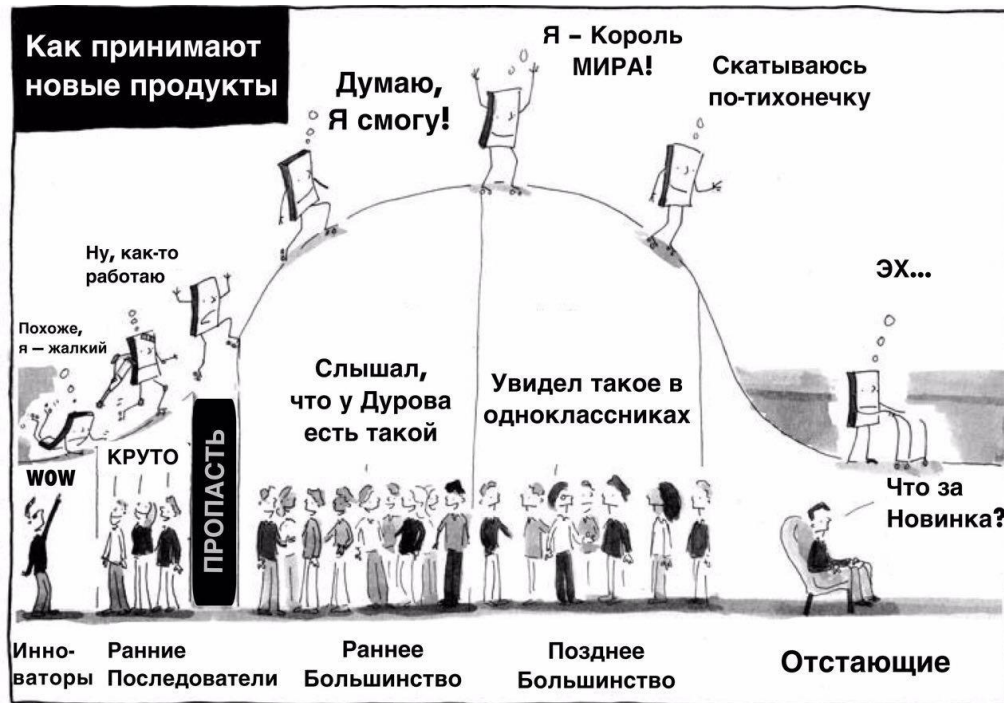 Как принимают
новые продукты
Похоже,
я – жалкий
Ну, как-то
работаю
Думаю,
Я смогу!
Я – Король
МИРА!
Скатываюсь
по-тихонечку
ЭХ...
WOW
КРУТО
ПРОПАСТЬ
Слышал,
что у Дурова
есть такой
Увидел такое в
одноклассниках
Что за
Новинка?
Инно-
ваторы
Ранние
Последователи
Раннее
Большинство
Позднее
Большинство
Отстающие